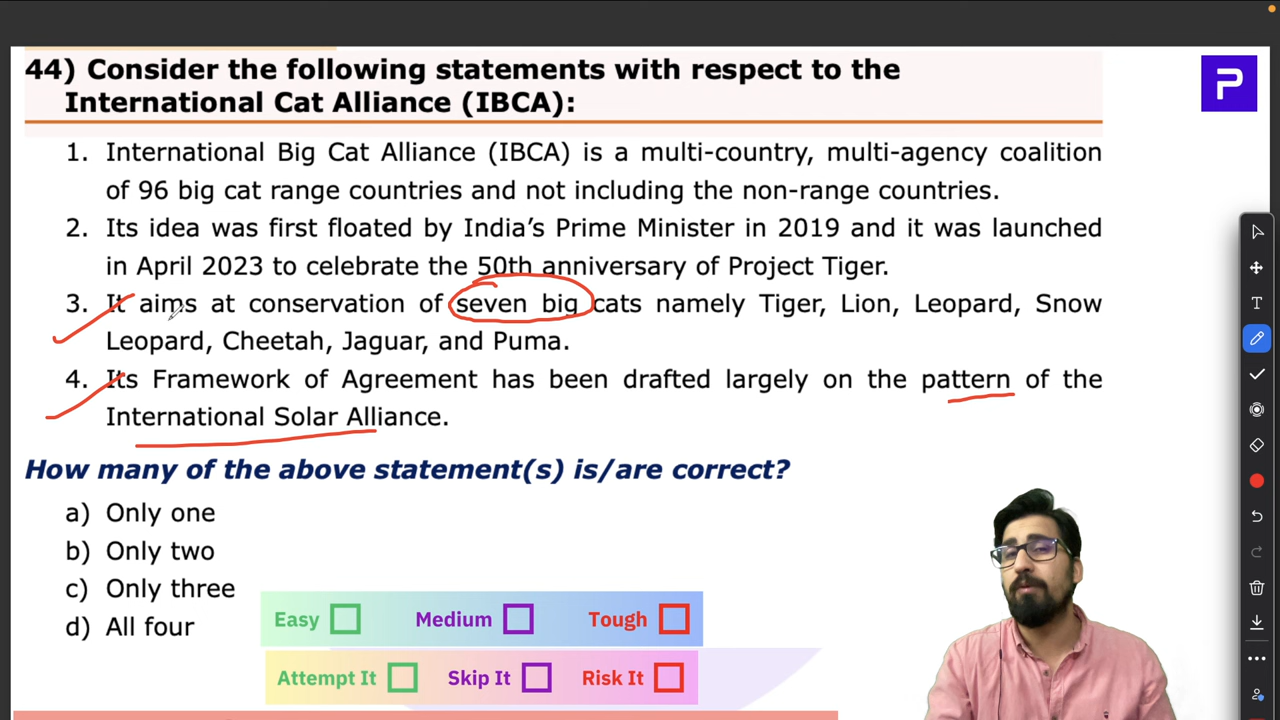 44) Consider the following statements with respect to the
International Cat Alliance (IBCA):
P
1. International Big Cat Alliance (IBCA) is a multi-country, multi-agency coalition
of 96 big cat range countries and not including the non-range countries.
2. Its idea was first floated by India’s Prime Minister in 2019 and it was launched
in April 2023 to celebrate the 50th anniversary of Project Tiger.
3. It aims at conservation of seven big cats namely Tiger, Lion, Leopard, Snow
Leopard, Cheetah, Jaguar, and Puma.
4. Its Framework of Agreement has been drafted largely on the pattern of the
International Solar Alliance.
How many of the above statement(s) is/are correct?
a) Only one
b) Only two
c) Only three
d) All four
Easy Medium Tough
Attempt It Skip It Risk It